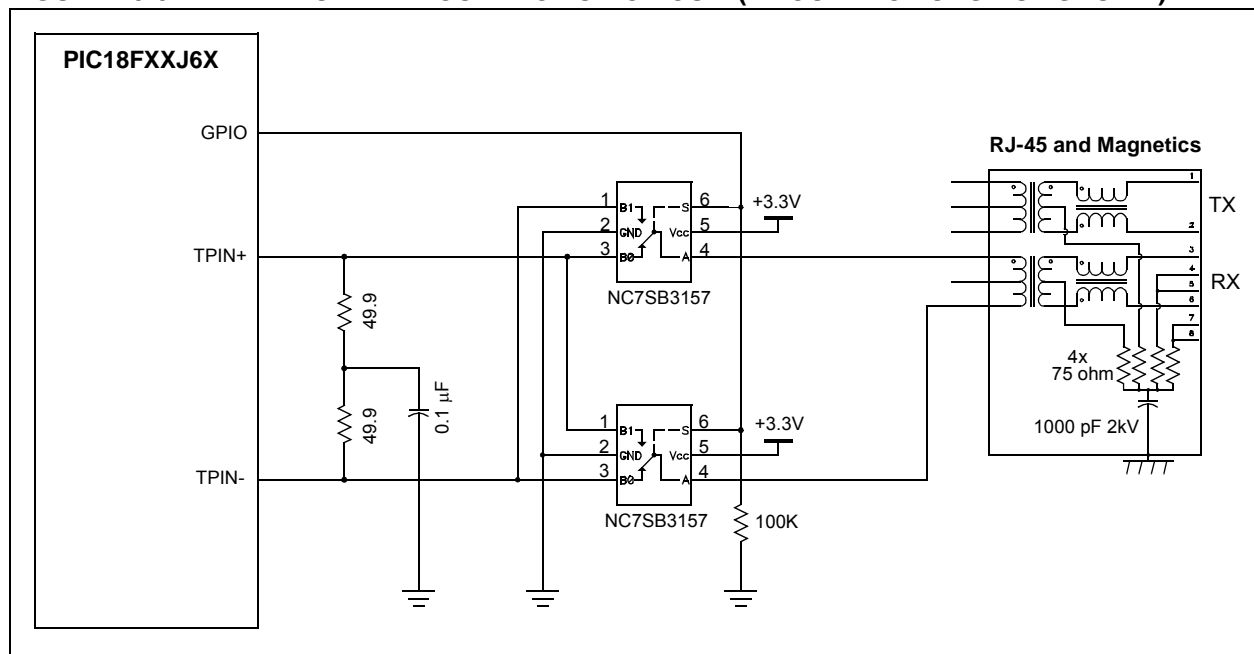 PIC18FXXJ6X
GPIO
TPIN+
TPIN-
49.9
49.9
0.1 µF
1 B1 S 6
2 GND Vcc 5
3 B0 A 4
+3.3V
NC7SB3157
1 B1 S 6
2 GND Vcc 5
3 B0 A 4
+3.3V
NC7SB3157
100K
RJ-45 and Magnetics
1
TX
2
3
4
RX
5
6
7
8
4x
75 ohm
1000 pF 2kV